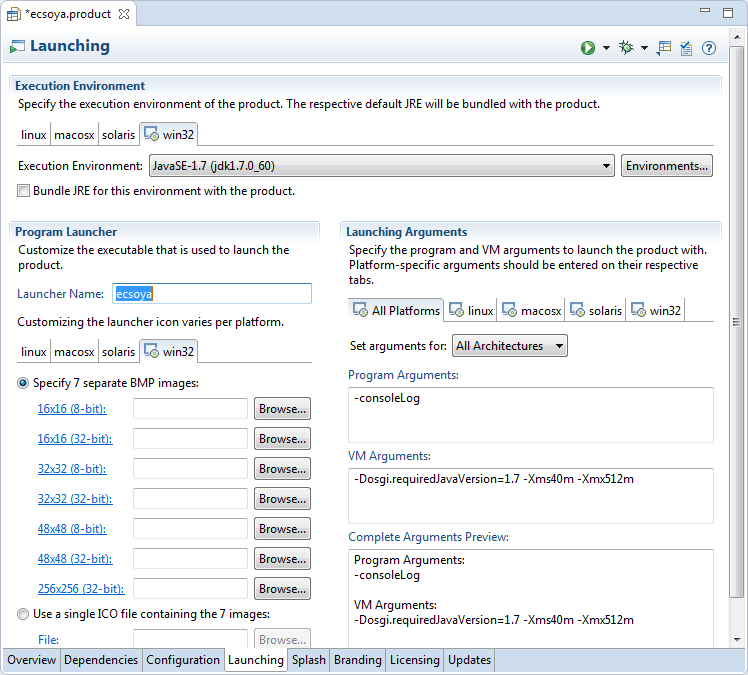 *ecsoya.product
Launching
Execution Environment
Specify the execution environment of the product. The respective default JRE will be bundled with the product.
linux macosx solaris win32
Execution Environment: JavaSE-1.7 (jdk1.7.0_60) Environments...
Bundle JRE for this environment with the product.
Program Launcher
Customize the executable that is used to launch the
product.
Launcher Name: ecsoya
Customizing the launcher icon varies per platform.
linux macosx solaris win32
Specify 7 separate BMP images:
16x16 (8-bit): Browse...
16x16 (32-bit): Browse...
32x32 (8-bit): Browse...
32x32 (32-bit): Browse...
48x48 (8-bit): Browse...
48x48 (32-bit): Browse...
256x256 (32-bit): Browse...
Use a single ICO file containing the 7 images:
File: Browse...
Launching Arguments
Specify the program and VM arguments to launch the product with.
Platform-specific arguments should be entered on their respective
tabs.
All Platforms linux macosx solaris win32
Set arguments for: All Architectures
Program Arguments:
-consoleLog
VM Arguments:
-Dosgi.requiredJavaVersion=1.7 -Xms40m -Xmx512m
Complete Arguments Preview:
Program Arguments:
-consoleLog
VM Arguments:
-Dosgi.requiredJavaVersion=1.7 -Xms40m -Xmx512m
Overview Dependencies Configuration Launching Splash Branding Licensing Updates